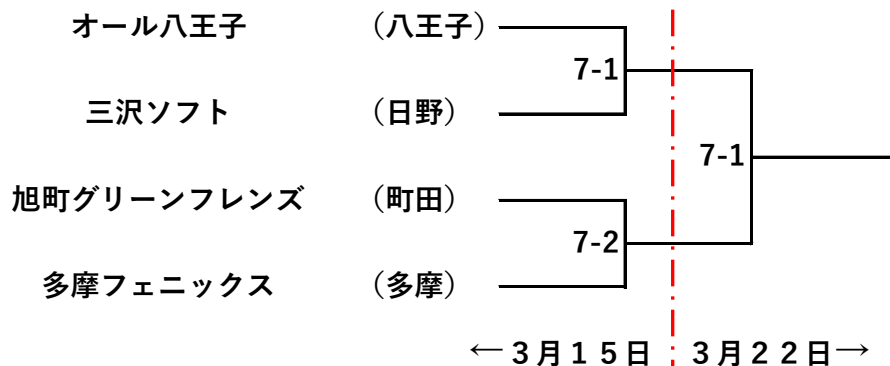 オール八王子 （八王子）
7-1
三沢ソフト （日野）
7-1
旭町グリーンフレンズ （町田）
7-2
多摩フェニックス （多摩）
←３月１５日 ３月２２日→